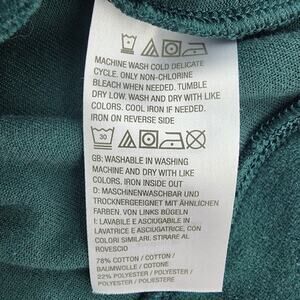 MACHINE WASH COLD DELICATE
CYCLE. ONLY NON-CHLORINE
BLEACH WHEN NEEDED. TUMBLE
DRY LOW, WASH AND DRY WITH LIKE
COLORS. COOL IRON IF NEEDED.
IRON ON REVERSE SIDE
30
GB: WASHABLE IN WASHING
MACHINE AND DRY WITH LIKE
COLORS. IRON INSIDE OUT
D: MASCHINENWASCHBAR UND
TROCKNERGEEIGNET MIT ÄHNLICHEN
FARBEN. VON LINKS BÜGELN
I: LAVABILE E ASCIUGABILE IN
LAVATRICE E ASCIUGATRICE, CON
COLORI SIMILARI. STIRARE AL
ROVESCIO
78% COTTON / COTTON /
BAUMWOLLE / COTONE
22% POLYESTER / POLYESTER /
POLYESTER / POLIESTERE